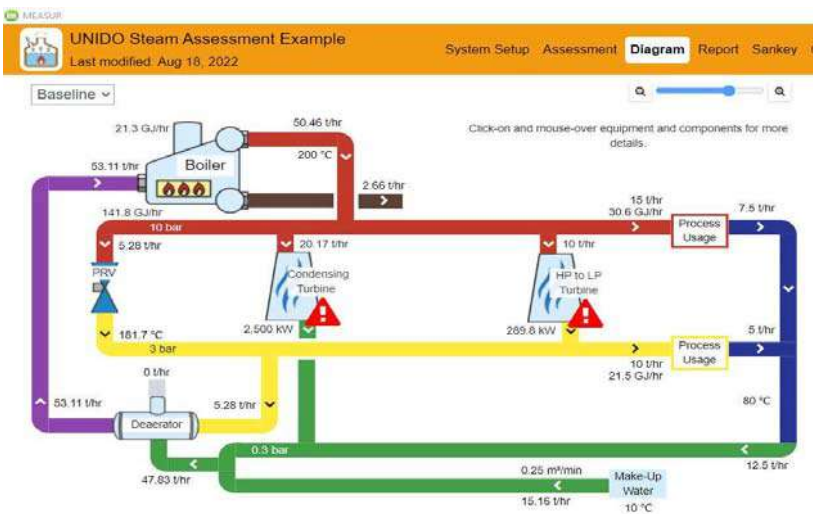 MEASUR
UNIDO Steam Assessment Example
Last modified: Aug 18, 2022
System Setup Assessment Diagram Report Sankey
Baseline
Click-on and mouse-over equipment and components for more
details.
21.3 GJ/hr
50.46 t/hr
200 °C
53.11 t/hr
Boiler
2.66 t/hr
141.8 GJ/hr
10 bar
15 t/hr
30.6 GJ/hr
Process
Usage
7.5 t/hr
5.28 t/hr
20.17 t/hr
10 t/hr
PRV
Condensing
Turbine
HP to LP
Turbine
2,500 kW
289.8 kW
181.7 °C
3 bar
5 t/hr
Process
Usage
10 t/hr
21.5 GJ/hr
0 t/hr
53.11 t/hr
5.28 t/hr
80 °C
Deaerator
0.3 bar
47.83 t/hr
12.5 t/hr
0.25 m³/min
15.16 t/hr
Make-Up
Water
10 °C